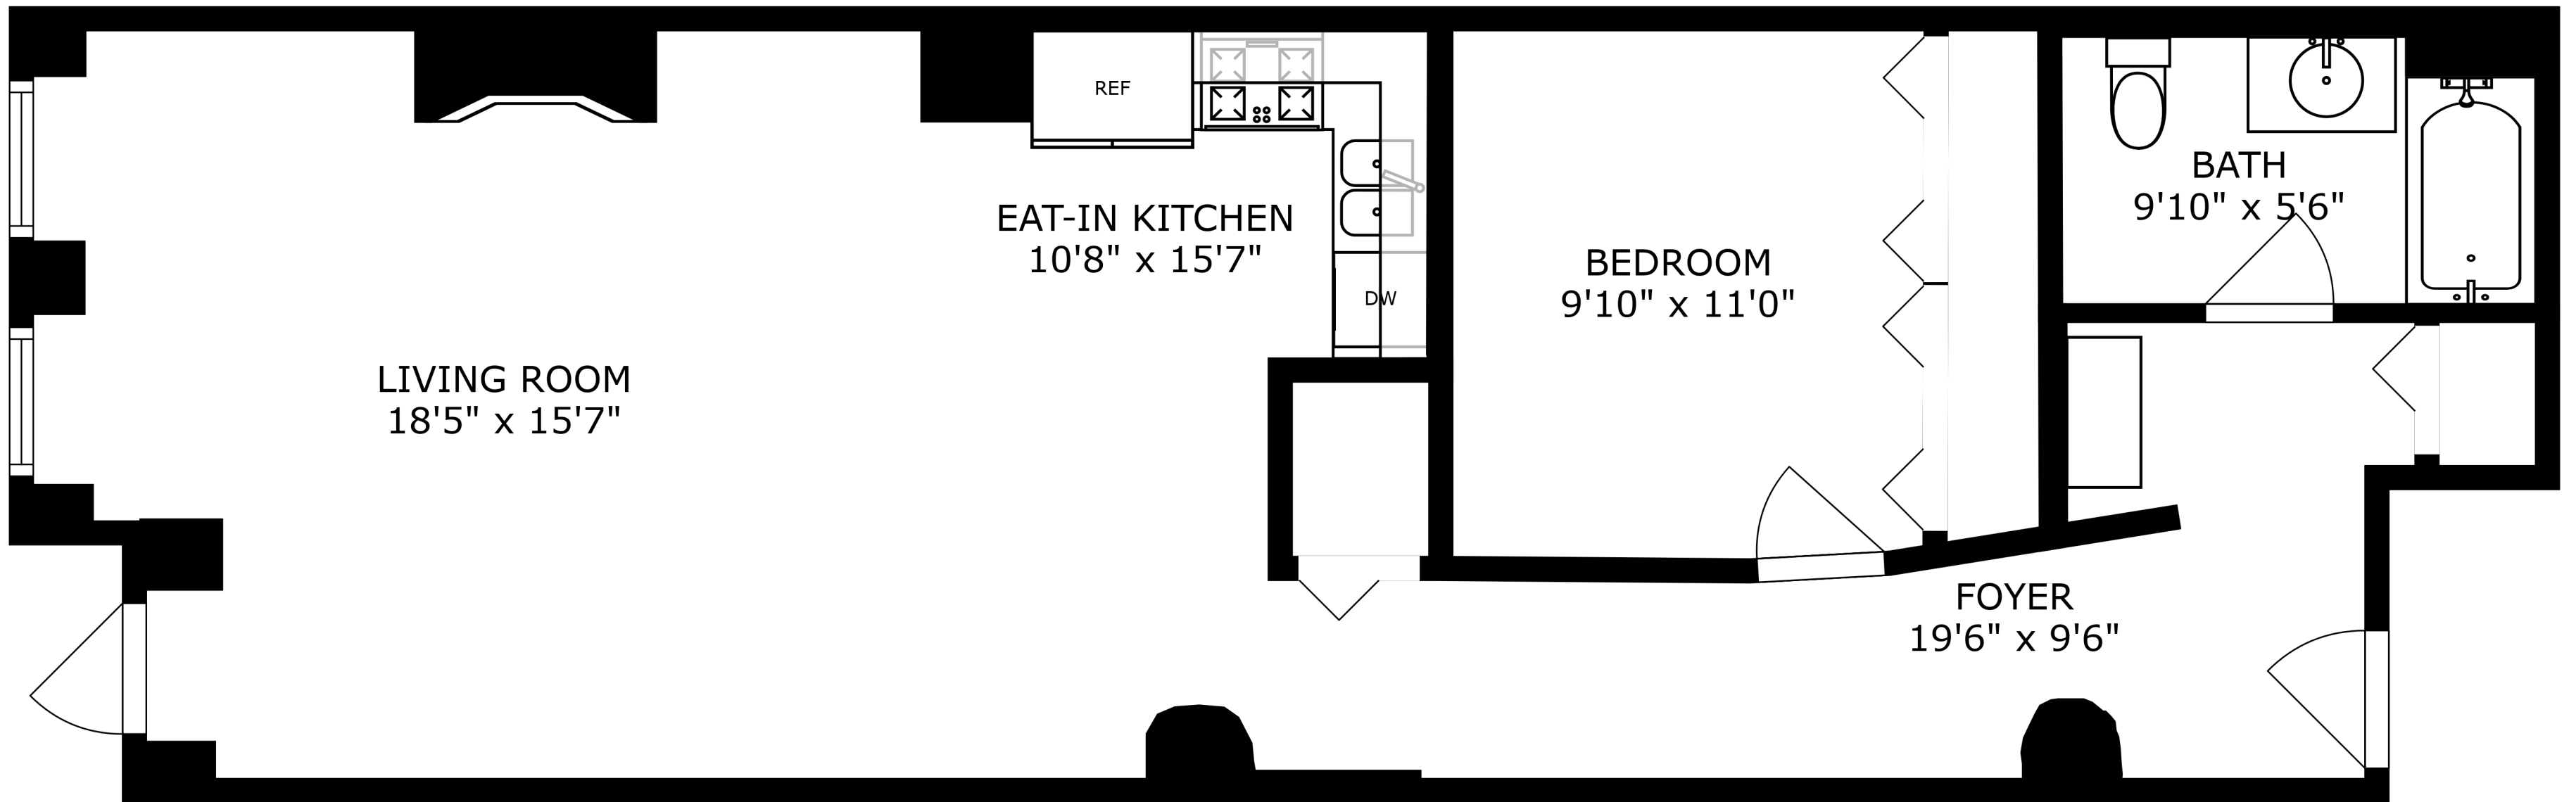 REF
EAT-IN KITCHEN
10'8" x 15'7"
DW
LIVING ROOM
18'5" x 15'7"
BEDROOM
9'10" x 11'0"
BATH
9'10" x 5'6"
FOYER
19'6" x 9'6"